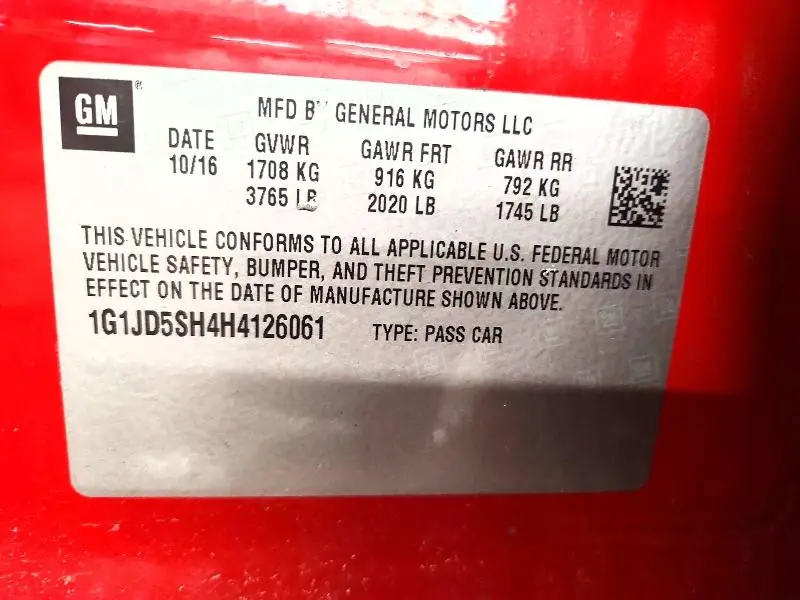 GM ®
MFD BY GENERAL MOTORS LLC
DATE GVWR GAWR FRT GAWR RR
10/16 1708 KG 916 KG 792 KG
3765 LB 2020 LB 1745 LB
THIS VEHICLE CONFORMS TO ALL APPLICABLE U.S. FEDERAL MOTOR
VEHICLE SAFETY, BUMPER, AND THEFT PREVENTION STANDARDS IN
EFFECT ON THE DATE OF MANUFACTURE SHOWN ABOVE.
1G1JD5SH4H4126061 TYPE: PASS CAR